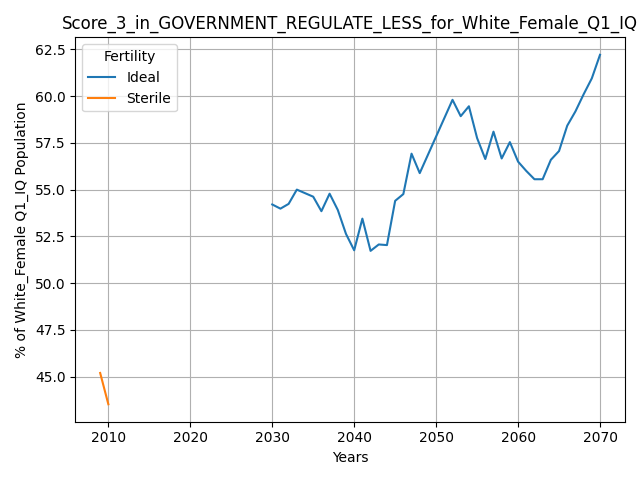 Score_3_in_GOVERNMENT_REGULATE_LESS_for_White_Female_Q1_IQ
Fertility
Ideal
Sterile
% of White_Female Q1_IQ Population
62.5
60.0
57.5
55.0
52.5
50.0
47.5
45.0
2010 2020 2030 2040 2050 2060 2070
Years